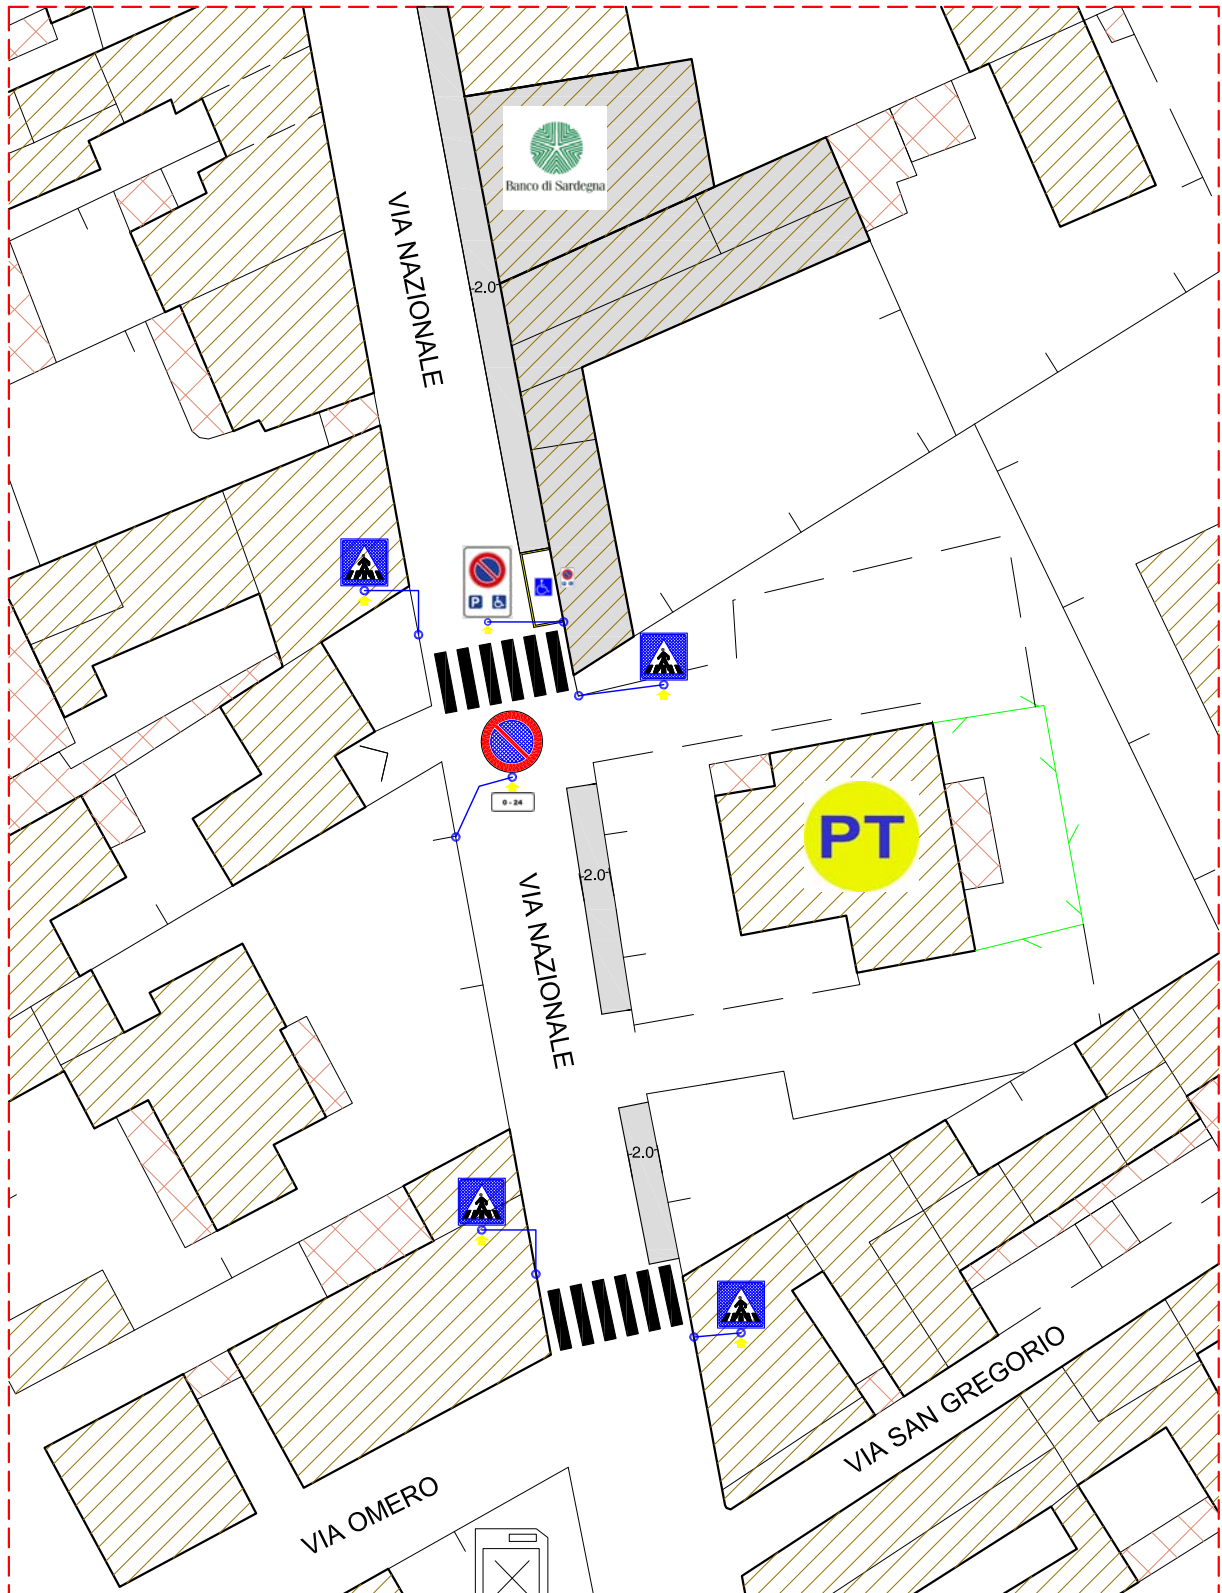 Banco di Sardegna
VIA NAZIONALE
2.0
P
0 - 24
PT
2.0
VIA NAZIONALE
2.0
VIA SAN GREGORIO
VIA OMERO